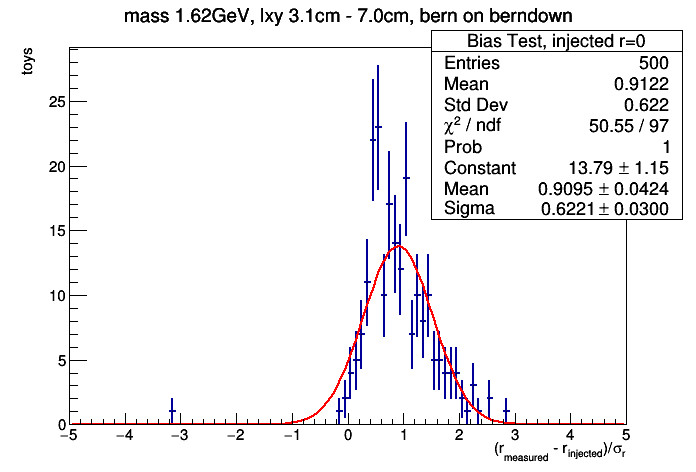 mass 1.62GeV, lxy 3.1cm - 7.0cm, bern on berndown
toys
Bias Test, injected r=0
Entries 500
Mean 0.9122
Std Dev 0.622
χ² / ndf 50.55 / 97
Prob 1
Constant 13.79 ± 1.15
Mean 0.9095 ± 0.0424
Sigma 0.6221 ± 0.0300
25
20
15
10
5
0
−5 −4 −3 −2 −1 0 1 2 3 4 5
(r_measured - r_injected)/σ_r